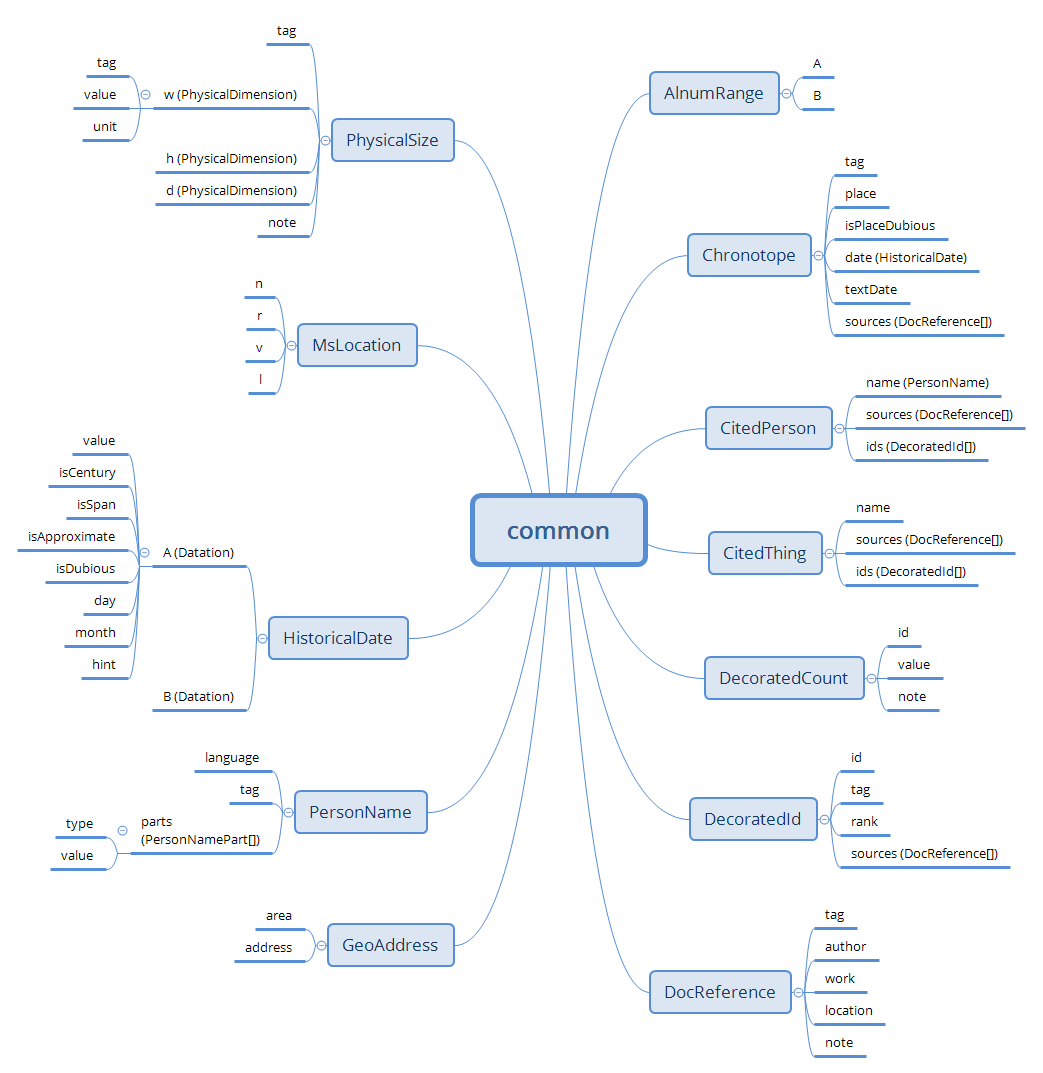 common
AlnumRange
A
B
Chronotope
tag
place
isPlaceDubious
date (HistoricalDate)
textDate
sources (DocReference[])
CitedPerson
name (PersonName)
sources (DocReference[])
ids (DecoratedId[])
CitedThing
name
sources (DocReference[])
ids (DecoratedId[])
DecoratedCount
id
value
note
DecoratedId
id
tag
rank
sources (DocReference[])
DocReference
tag
author
work
location
note
PhysicalSize
tag
w (PhysicalDimension)
tag
value
unit
h (PhysicalDimension)
d (PhysicalDimension)
note
MsLocation
n
r
v
l
HistoricalDate
A (Datation)
value
isCentury
isSpan
isApproximate
isDubious
day
month
hint
B (Datation)
PersonName
language
tag
parts
(PersonNamePart[])
type
value
GeoAddress
area
address